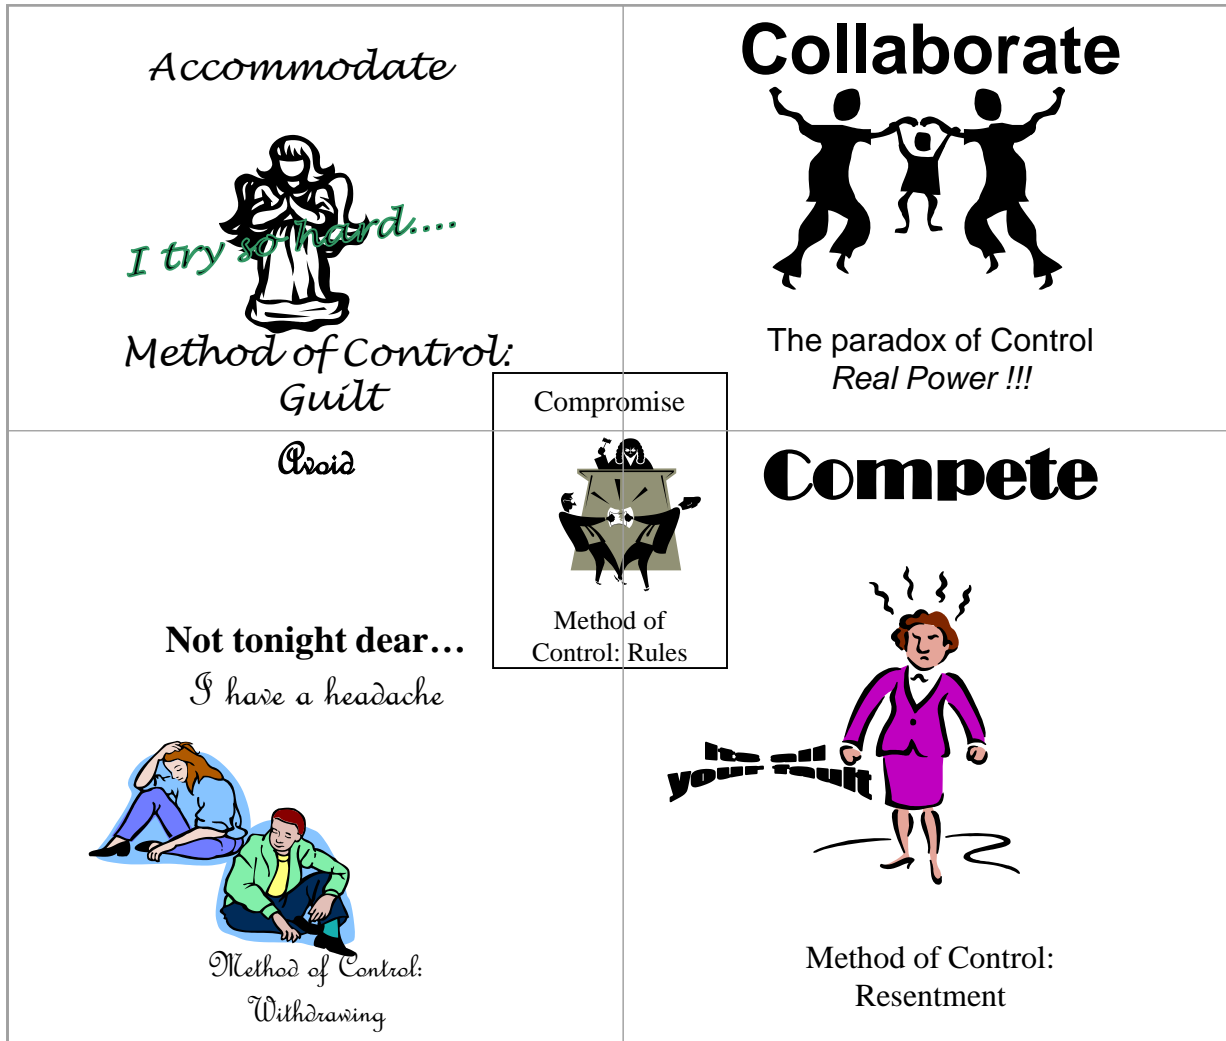 Accommodate
I try so hard....
Method of Control:
Guilt
Collaborate
The paradox of Control
Real Power !!!
Compromise
Method of
Control: Rules
Avoid
Not tonight dear…
I have a headache
Method of Control:
Withdrawing
Compete
Its all
your fault
Method of Control:
Resentment